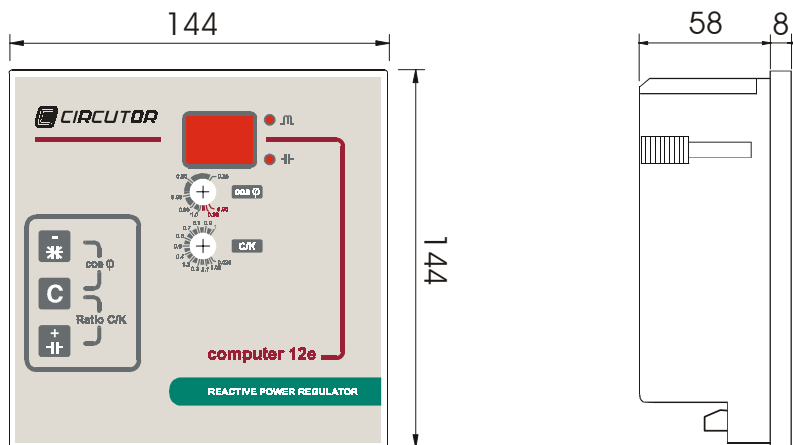 144
58
8
CIRCUTOR
cos φ
C/K
-
cos φ
C
Ratio C/K
+
144
computer 12e
REACTIVE POWER REGULATOR